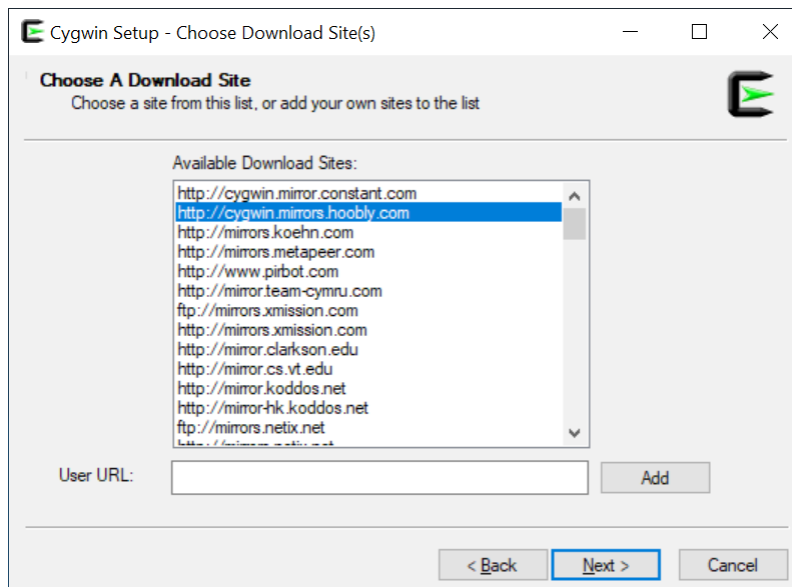 Cygwin Setup - Choose Download Site(s)
Choose A Download Site
Choose a site from this list, or add your own sites to the list
Available Download Sites:
http://cygwin.mirror.constant.com
http://cygwin.mirrors.hoobly.com
http://mirrors.koehn.com
http://mirrors.metapeer.com
http://www.pirbot.com
http://mirror.team-cymru.com
ftp://mirrors.xmission.com
http://mirrors.xmission.com
http://mirror.clarkson.edu
http://mirror.cs.vt.edu
http://mirror.koddos.net
http://mirror-hk.koddos.net
ftp://mirrors.netix.net
http://mirrors.netix.net
User URL:
Add
< Back
Next >
Cancel